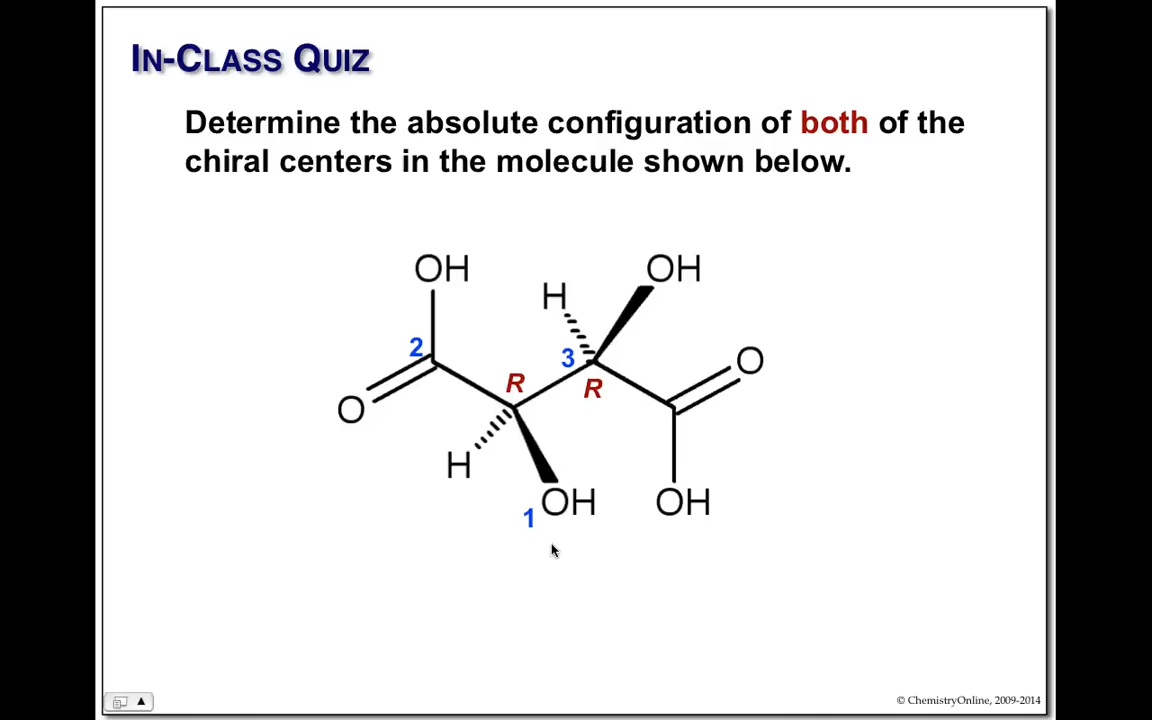 IN-CLASS QUIZ
Determine the absolute configuration of both of the
chiral centers in the molecule shown below.
OH
H
OH
2
3
O
R
R
O
H
1
OH
OH
© ChemistryOnline, 2009-2014